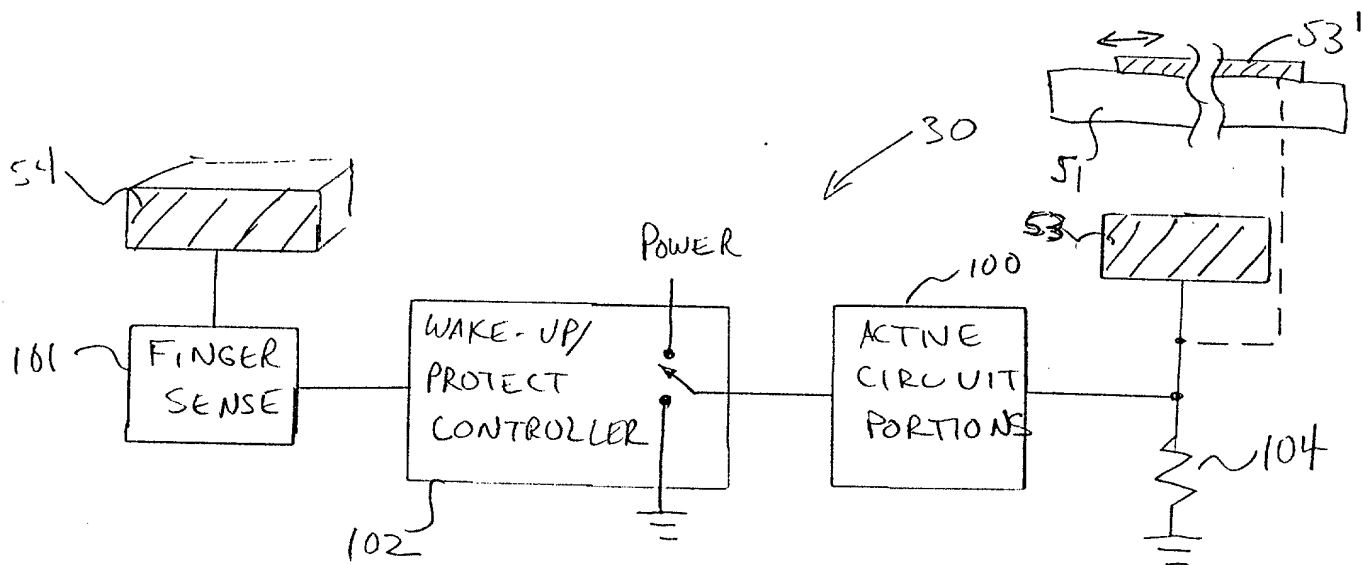 53'
30
51
54
53
POWER
100
101
FINGER
SENSE
WAKE-UP/
PROTECT
CONTROLLER
ACTIVE
CIRCUIT
PORTIONS
104
102